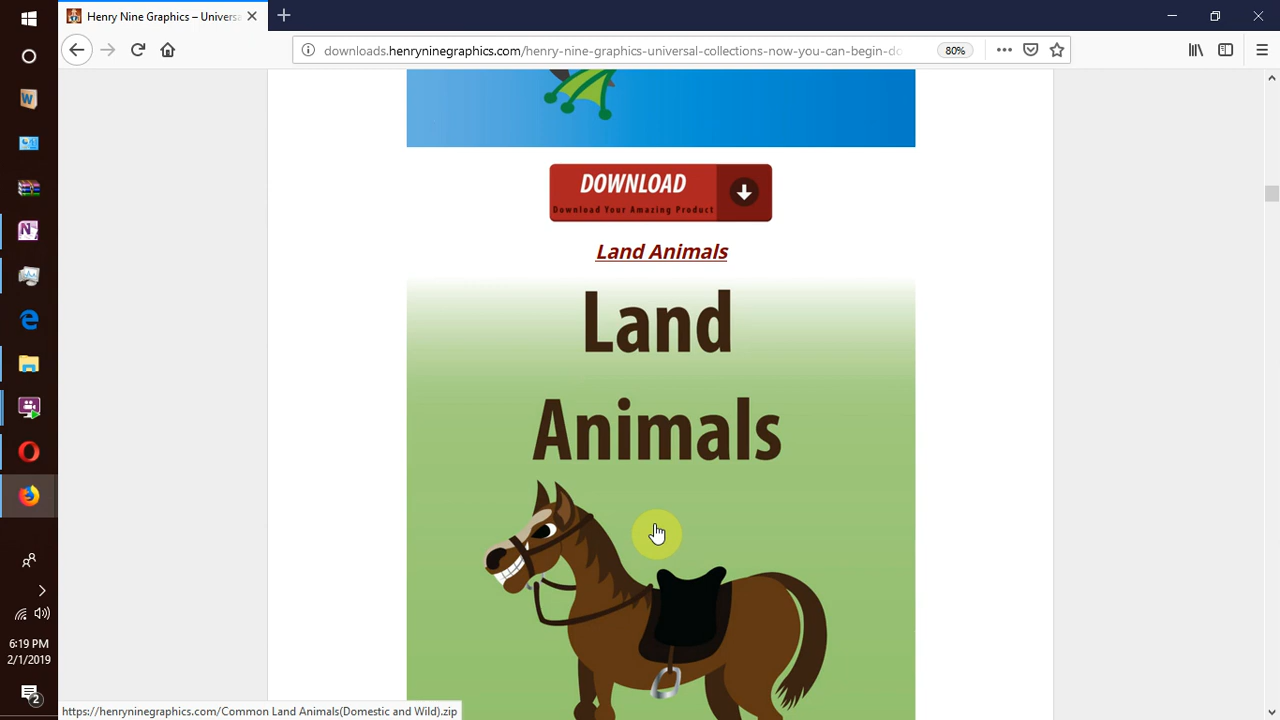 Henry Nine Graphics – Universa
downloads.henryninegraphics.com/henry-nine-graphics-universal-collections-now-you-can-begin-do
80%
DOWNLOAD
Download Your Amazing Product
Land Animals
Land
Animals
6:19 PM
2/1/2019
2
https://henryninegraphics.com/Common Land Animals(Domestic and Wild).zip